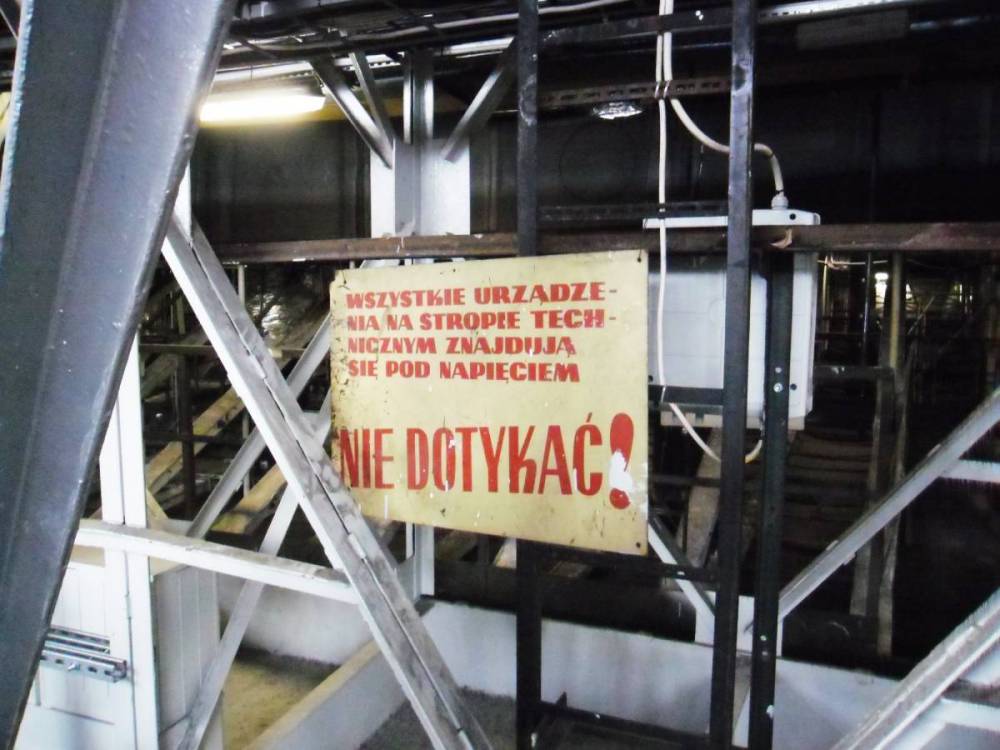 WSZYSTKIE URZĄDZE-
NIA NA STROPIE TECH-
NICZNYM ZNAJDUJĄ
SIĘ POD NAPIĘCIEM
NIE DOTYKAĆ!